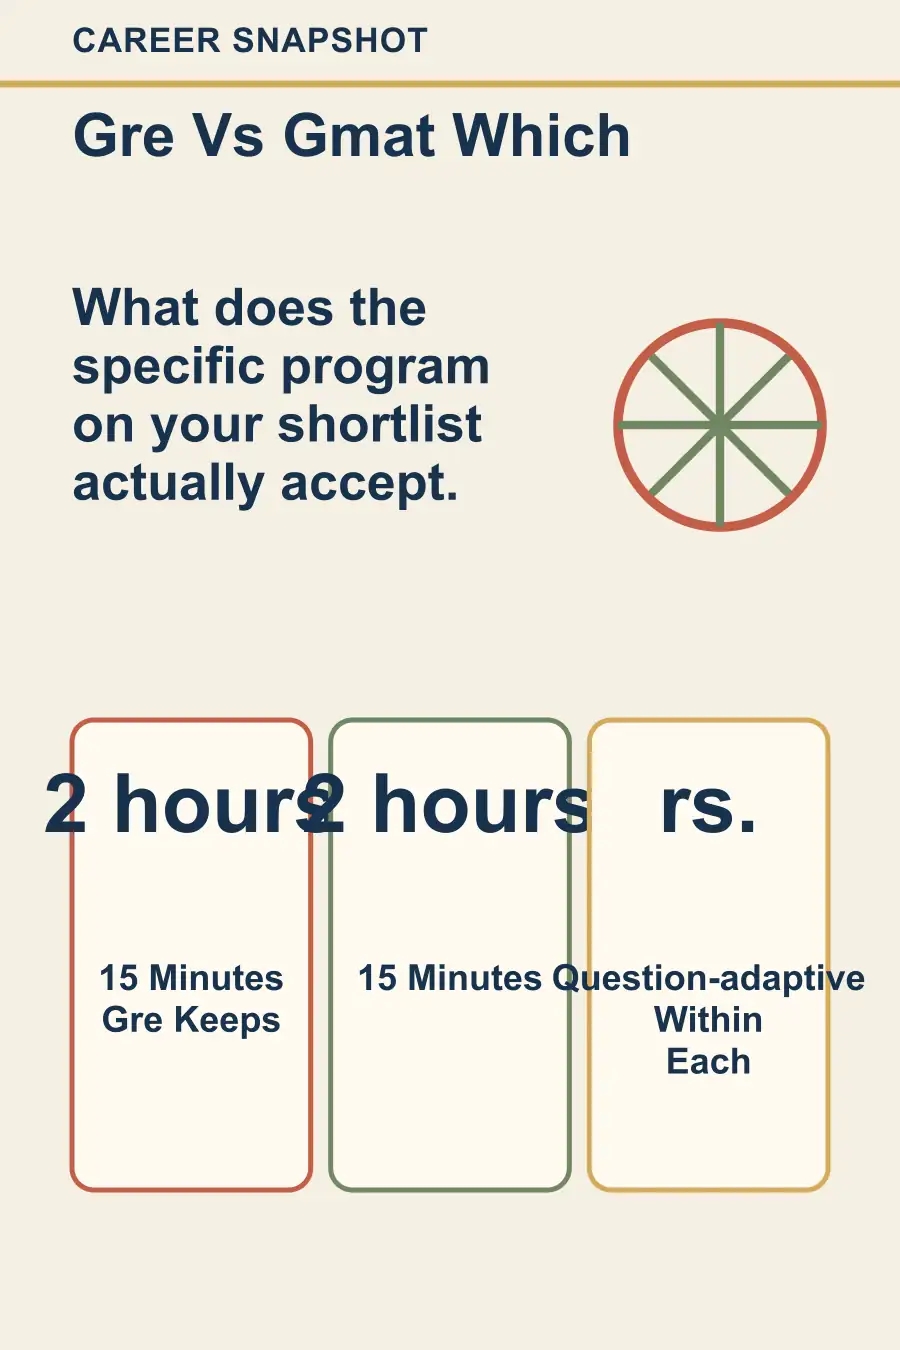 CAREER SNAPSHOT
Gre Vs Gmat Which
What does the
specific program
on your shortlist
actually accept.
2 hours
2 hours
rs.
15 Minutes
Gre Keeps
15 Minutes
Question-adaptive
Within
Each